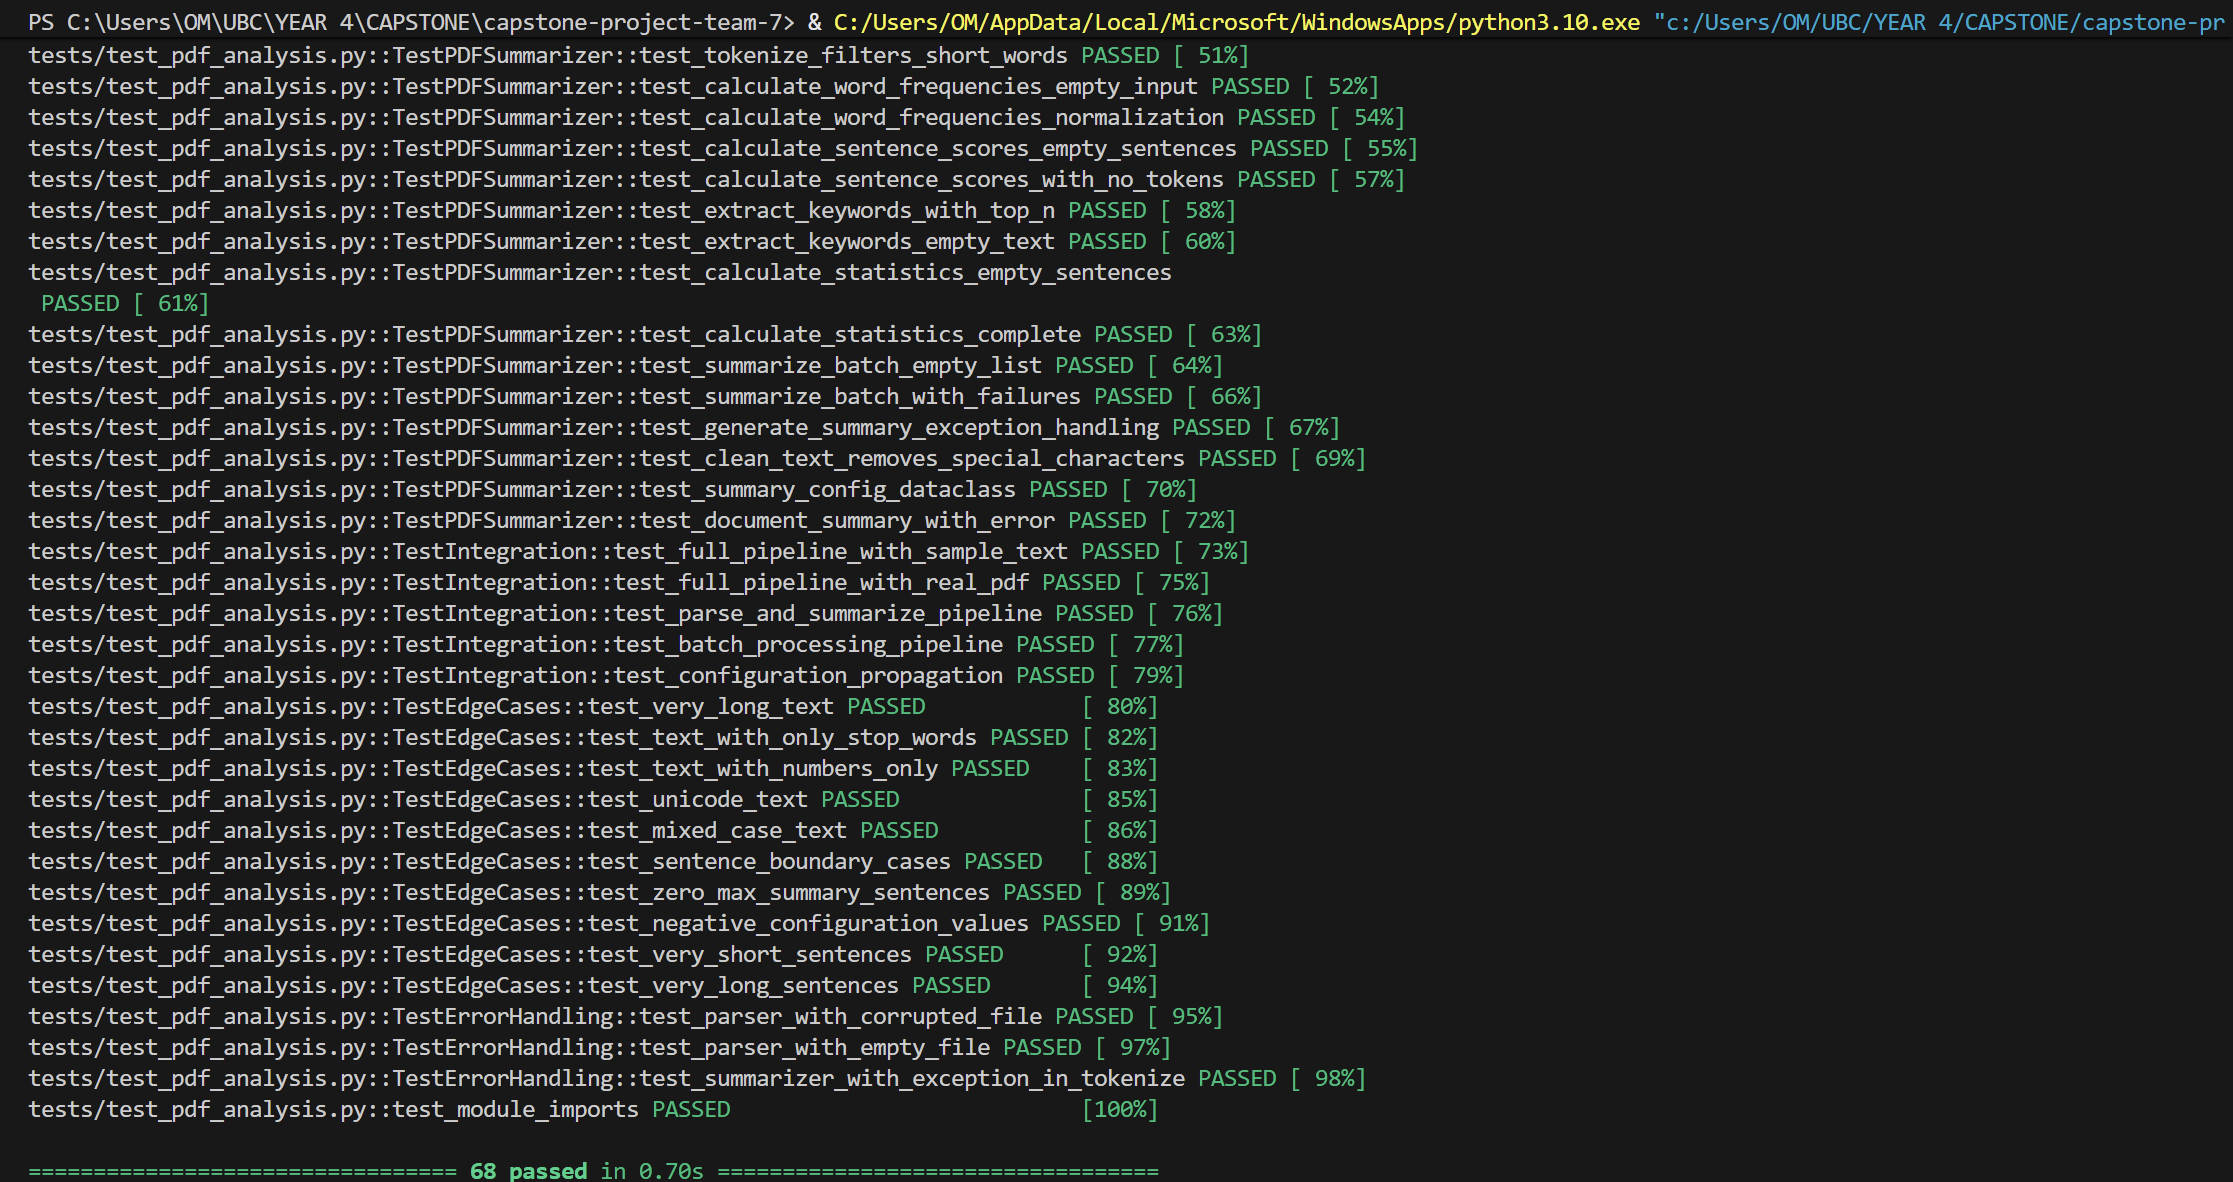 PS C:\Users\OM\UBC\YEAR 4\CAPSTONE\capstone-project-team-7> & C:/Users/OM/AppData/Local/Microsoft/WindowsApps/python3.10.exe "c:/Users/OM/UBC/YEAR 4/CAPSTONE/capstone-pr
tests/test_pdf_analysis.py::TestPDFSummarizer::test_tokenize_filters_short_words PASSED [ 51%]
tests/test_pdf_analysis.py::TestPDFSummarizer::test_calculate_word_frequencies_empty_input PASSED [ 52%]
tests/test_pdf_analysis.py::TestPDFSummarizer::test_calculate_word_frequencies_normalization PASSED [ 54%]
tests/test_pdf_analysis.py::TestPDFSummarizer::test_calculate_sentence_scores_empty_sentences PASSED [ 55%]
tests/test_pdf_analysis.py::TestPDFSummarizer::test_calculate_sentence_scores_with_no_tokens PASSED [ 57%]
tests/test_pdf_analysis.py::TestPDFSummarizer::test_extract_keywords_with_top_n PASSED [ 58%]
tests/test_pdf_analysis.py::TestPDFSummarizer::test_extract_keywords_empty_text PASSED [ 60%]
tests/test_pdf_analysis.py::TestPDFSummarizer::test_calculate_statistics_empty_sentences
 PASSED [ 61%]
tests/test_pdf_analysis.py::TestPDFSummarizer::test_calculate_statistics_complete PASSED [ 63%]
tests/test_pdf_analysis.py::TestPDFSummarizer::test_summarize_batch_empty_list PASSED [ 64%]
tests/test_pdf_analysis.py::TestPDFSummarizer::test_summarize_batch_with_failures PASSED [ 66%]
tests/test_pdf_analysis.py::TestPDFSummarizer::test_generate_summary_exception_handling PASSED [ 67%]
tests/test_pdf_analysis.py::TestPDFSummarizer::test_clean_text_removes_special_characters PASSED [ 69%]
tests/test_pdf_analysis.py::TestPDFSummarizer::test_summary_config_dataclass PASSED [ 70%]
tests/test_pdf_analysis.py::TestPDFSummarizer::test_document_summary_with_error PASSED [ 72%]
tests/test_pdf_analysis.py::TestIntegration::test_full_pipeline_with_sample_text PASSED [ 73%]
tests/test_pdf_analysis.py::TestIntegration::test_full_pipeline_with_real_pdf PASSED [ 75%]
tests/test_pdf_analysis.py::TestIntegration::test_parse_and_summarize_pipeline PASSED [ 76%]
tests/test_pdf_analysis.py::TestIntegration::test_batch_processing_pipeline PASSED [ 77%]
tests/test_pdf_analysis.py::TestIntegration::test_configuration_propagation PASSED [ 79%]
tests/test_pdf_analysis.py::TestEdgeCases::test_very_long_text PASSED            [ 80%]
tests/test_pdf_analysis.py::TestEdgeCases::test_text_with_only_stop_words PASSED [ 82%]
tests/test_pdf_analysis.py::TestEdgeCases::test_text_with_numbers_only PASSED    [ 83%]
tests/test_pdf_analysis.py::TestEdgeCases::test_unicode_text PASSED              [ 85%]
tests/test_pdf_analysis.py::TestEdgeCases::test_mixed_case_text PASSED           [ 86%]
tests/test_pdf_analysis.py::TestEdgeCases::test_sentence_boundary_cases PASSED   [ 88%]
tests/test_pdf_analysis.py::TestEdgeCases::test_zero_max_summary_sentences PASSED [ 89%]
tests/test_pdf_analysis.py::TestEdgeCases::test_negative_configuration_values PASSED [ 91%]
tests/test_pdf_analysis.py::TestEdgeCases::test_very_short_sentences PASSED      [ 92%]
tests/test_pdf_analysis.py::TestEdgeCases::test_very_long_sentences PASSED       [ 94%]
tests/test_pdf_analysis.py::TestErrorHandling::test_parser_with_corrupted_file PASSED [ 95%]
tests/test_pdf_analysis.py::TestErrorHandling::test_parser_with_empty_file PASSED [ 97%]
tests/test_pdf_analysis.py::TestErrorHandling::test_summarizer_with_exception_in_tokenize PASSED [ 98%]
tests/test_pdf_analysis.py::test_module_imports PASSED                           [100%]
================================= 68 passed in 0.70s ==================================